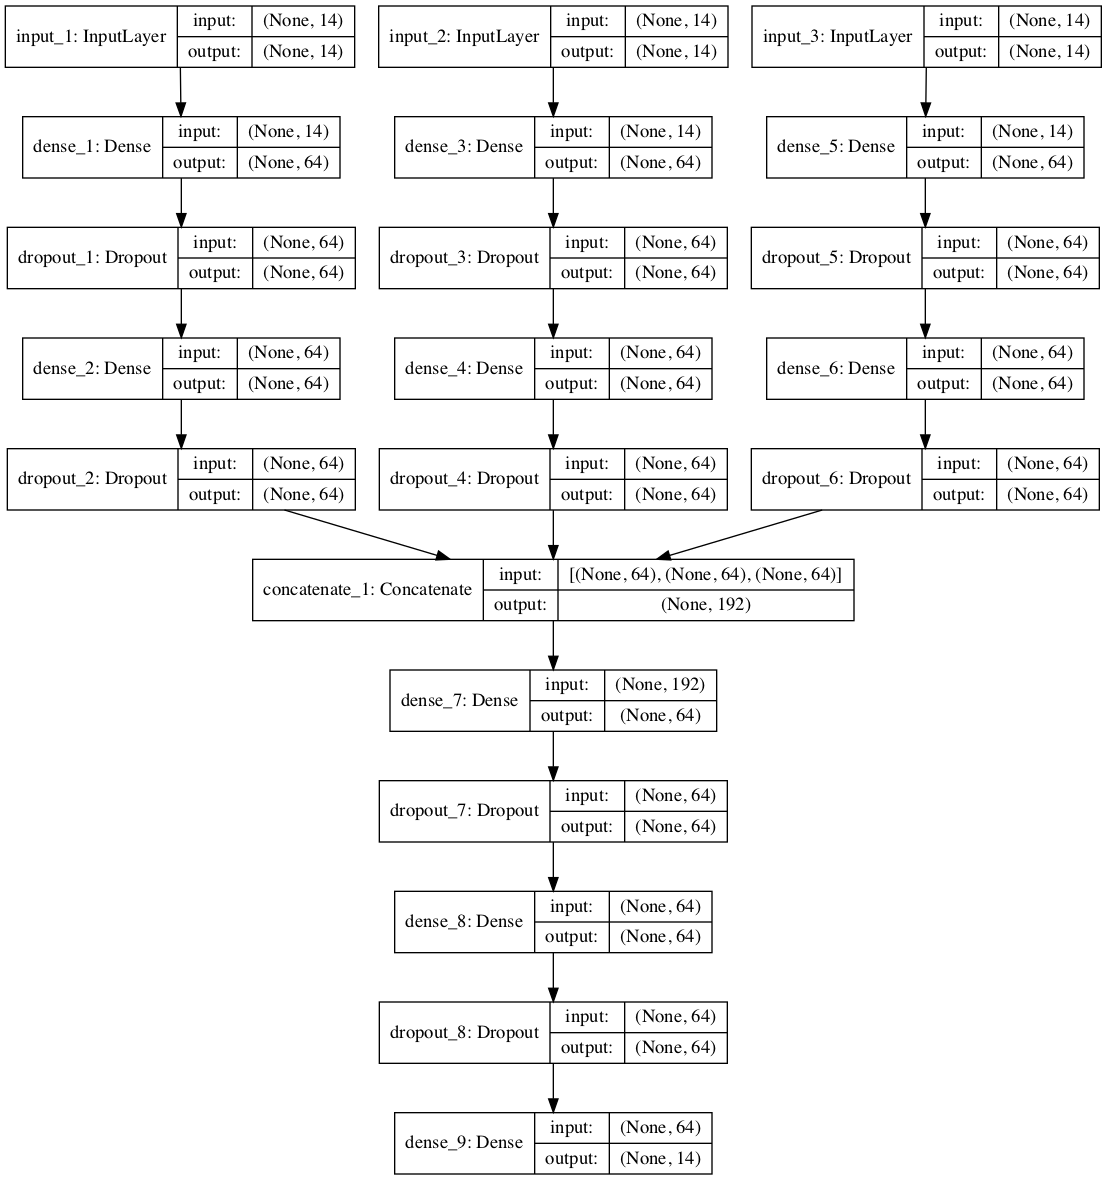 input_1: InputLayer
input: (None, 14)
output: (None, 14)
input_2: InputLayer
input: (None, 14)
output: (None, 14)
input_3: InputLayer
input: (None, 14)
output: (None, 14)
dense_1: Dense
input: (None, 14)
output: (None, 64)
dense_3: Dense
input: (None, 14)
output: (None, 64)
dense_5: Dense
input: (None, 14)
output: (None, 64)
dropout_1: Dropout
input: (None, 64)
output: (None, 64)
dropout_3: Dropout
input: (None, 64)
output: (None, 64)
dropout_5: Dropout
input: (None, 64)
output: (None, 64)
dense_2: Dense
input: (None, 64)
output: (None, 64)
dense_4: Dense
input: (None, 64)
output: (None, 64)
dense_6: Dense
input: (None, 64)
output: (None, 64)
dropout_2: Dropout
input: (None, 64)
output: (None, 64)
dropout_4: Dropout
input: (None, 64)
output: (None, 64)
dropout_6: Dropout
input: (None, 64)
output: (None, 64)
concatenate_1: Concatenate
input: [(None, 64), (None, 64), (None, 64)]
output: (None, 192)
dense_7: Dense
input: (None, 192)
output: (None, 64)
dropout_7: Dropout
input: (None, 64)
output: (None, 64)
dense_8: Dense
input: (None, 64)
output: (None, 64)
dropout_8: Dropout
input: (None, 64)
output: (None, 64)
dense_9: Dense
input: (None, 64)
output: (None, 14)